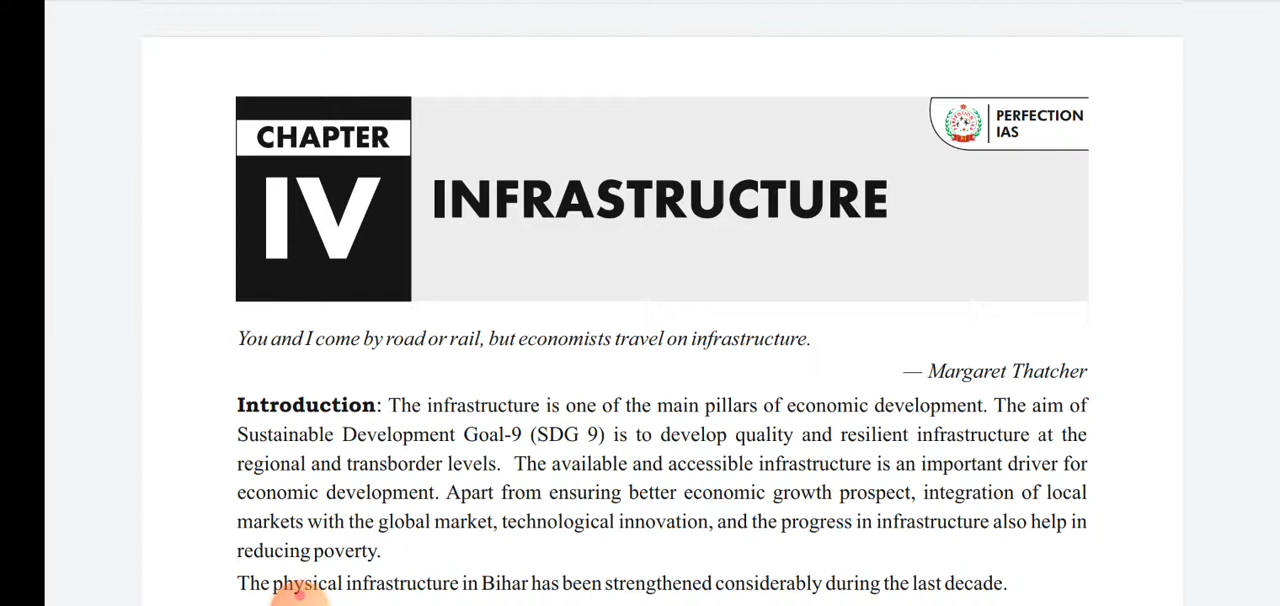 CHAPTER
IV
INFRASTRUCTURE
PERFECTION
IAS
You and I come by road or rail, but economists travel on infrastructure.
— Margaret Thatcher
Introduction: The infrastructure is one of the main pillars of economic development. The aim of
Sustainable Development Goal-9 (SDG 9) is to develop quality and resilient infrastructure at the
regional and transborder levels. The available and accessible infrastructure is an important driver for
economic development. Apart from ensuring better economic growth prospect, integration of local
markets with the global market, technological innovation, and the progress in infrastructure also help in
reducing poverty.
The physical infrastructure in Bihar has been strengthened considerably during the last decade.